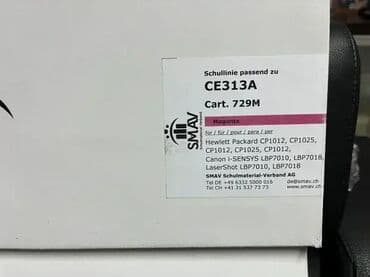 Schullinie passend zu
CE313A
Cart. 729M
Magenta
SMAV
für / für / pour / para / per
Hewlett Packard CP1012, CP1025,
CP1012, CP1025, CP1012,
Canon i-SENSYS LBP7010, LBP7018,
LaserShot LBP7010, LBP7018
SMAV Schulmaterial-Verband AG
Tel DE +49 6332 5000 016 de@smav.ch
Tel CH +41 31 537 73 73 www.smav.ch